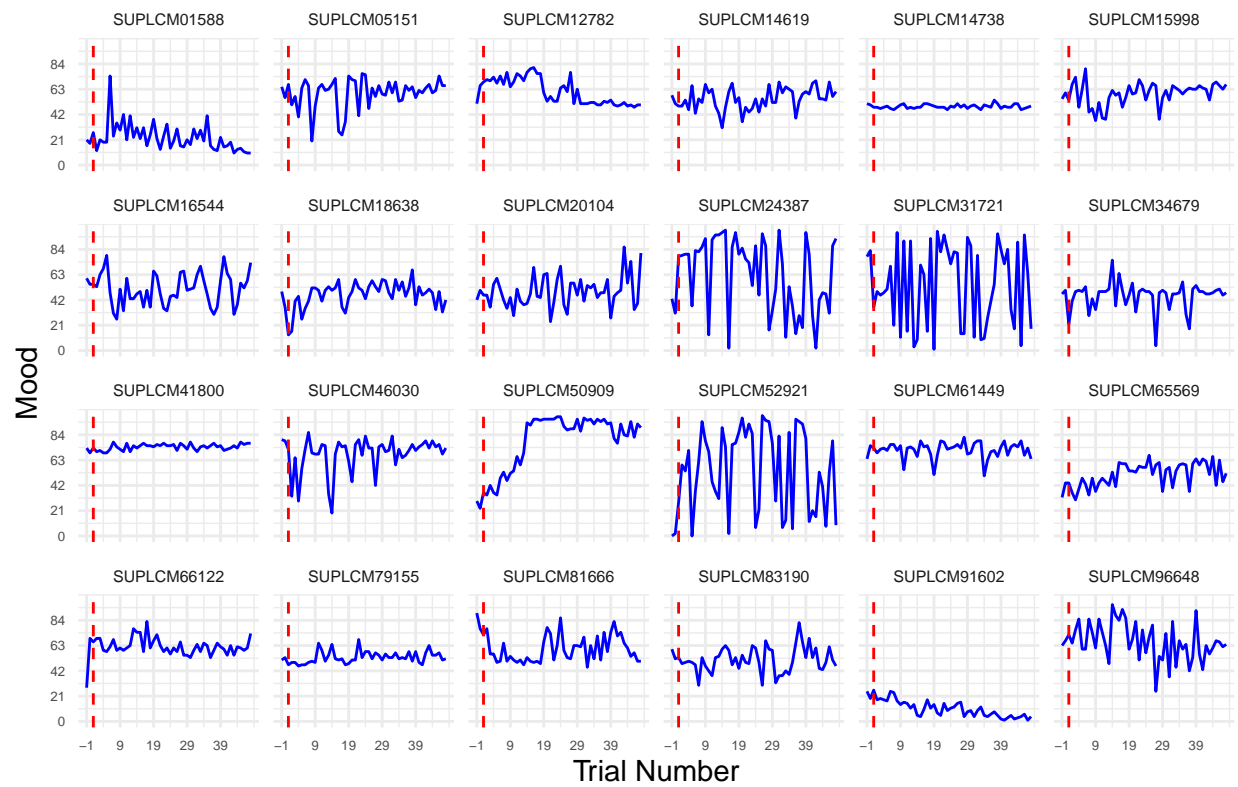 SUPLCM01588 SUPLCM05151 SUPLCM12782 SUPLCM14619 SUPLCM14738 SUPLCM15998
84
63
42
21
0
SUPLCM16544 SUPLCM18638 SUPLCM20104 SUPLCM24387 SUPLCM31721 SUPLCM34679
84
63
42
21
0
Mood
SUPLCM41800 SUPLCM46030 SUPLCM50909 SUPLCM52921 SUPLCM61449 SUPLCM65569
84
63
42
21
0
SUPLCM66122 SUPLCM79155 SUPLCM81666 SUPLCM83190 SUPLCM91602 SUPLCM96648
84
63
42
21
0
−1 9 19 29 39 −1 9 19 29 39 −1 9 19 29 39 −1 9 19 29 39 −1 9 19 29 39 −1 9 19 29 39
Trial Number